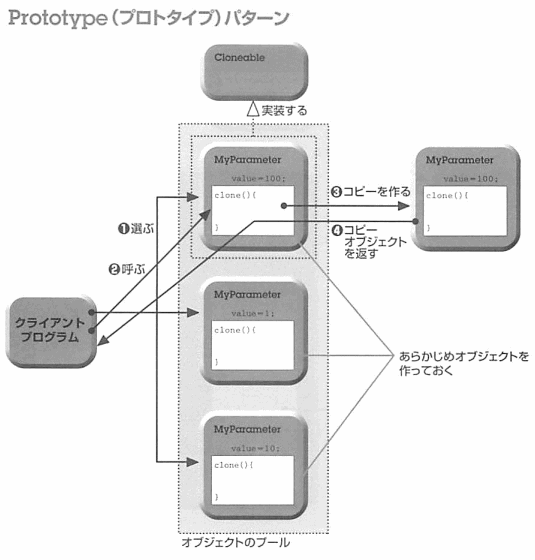 Prototype(プロトタイプ)パターン
Cloneable
実装する
MyParameter
value=100;
clone(){
}
MyParameter
value=100;
clone(){
}
❶選ぶ
❷呼ぶ
❸コピーを作る
❹コピー
オブジェクト
を返す
クライアント
プログラム
MyParameter
value=1;
clone(){
}
あらかじめオブジェクトを
作っておく
MyParameter
value=10;
clone(){
}
オブジェクトのプール